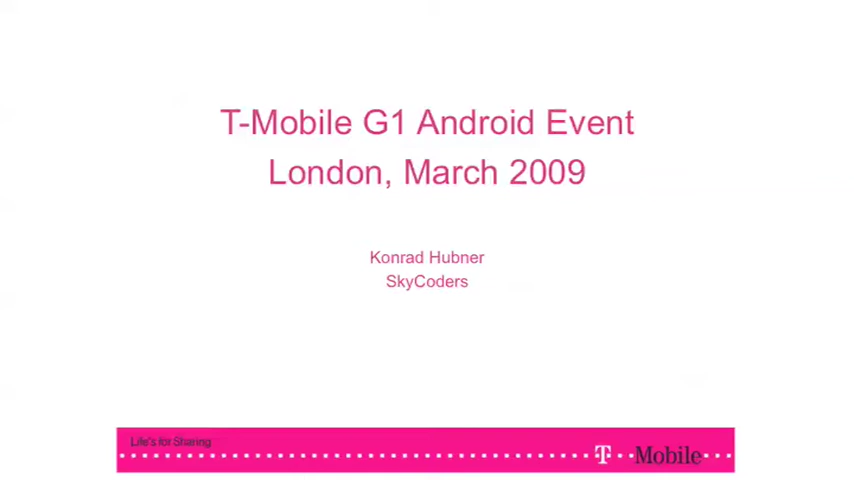 T-Mobile G1 Android Event
London, March 2009
Konrad Hubner
SkyCoders
Life's for Sharing
T Mobile